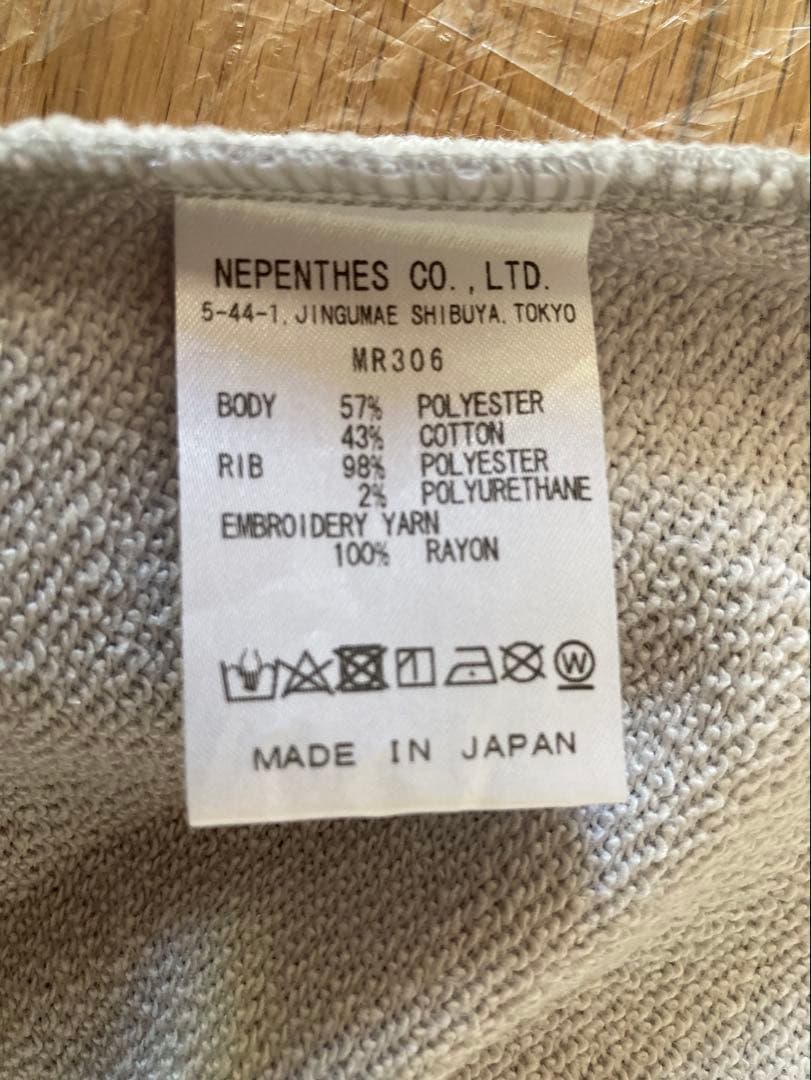 NEPENTHES CO.,LTD.
5-44-1, JINGUMAE SHIBUYA, TOKYO
MR306
BODY 57% POLYESTER
43% COTTON
RIB 98% POLYESTER
2% POLYURETHANE
EMBROIDERY YARN
100% RAYON
W
MADE IN JAPAN